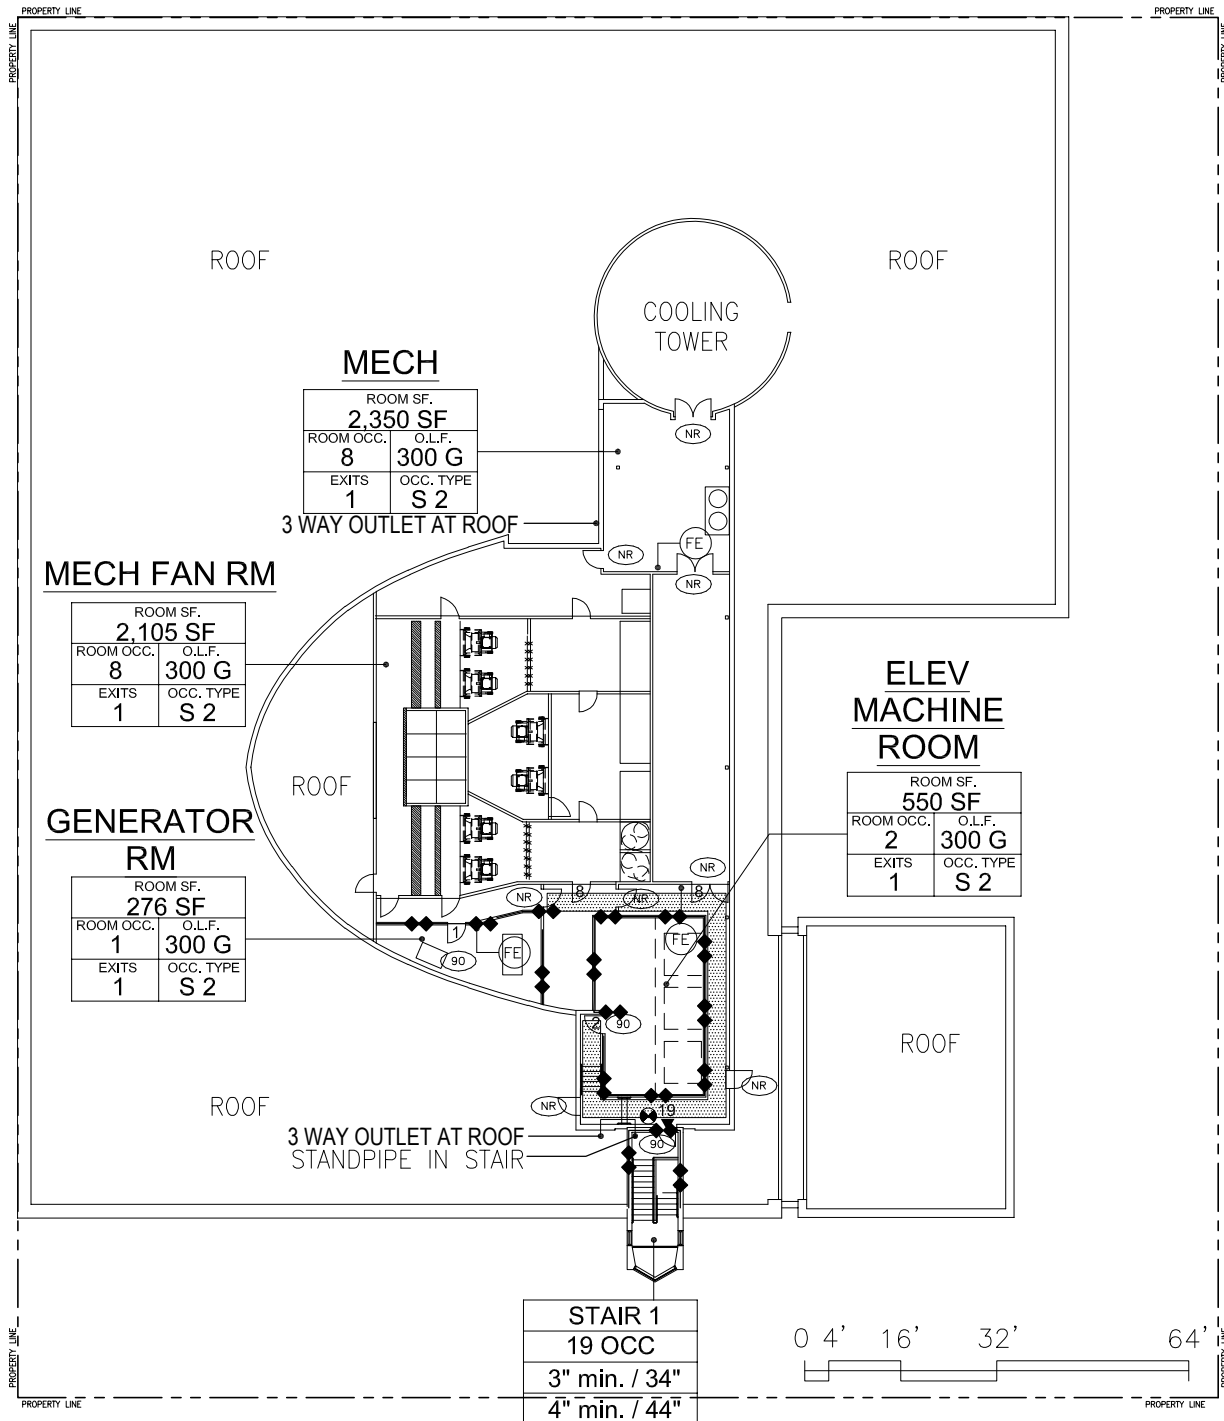 PROPERTY LINE
PROPERTY LINE
PROPERTY LINE
PROPERTY LINE
ROOF
ROOF
COOLING
TOWER
MECH
ROOM SF.
2,350 SF
ROOM OCC.
O.L.F.
8
300 G
EXITS
OCC. TYPE
1
S 2
NR
3 WAY OUTLET AT ROOF
FE
NR
NR
MECH FAN RM
ROOM SF.
2,105 SF
ROOM OCC.
O.L.F.
8
300 G
EXITS
OCC. TYPE
1
S 2
ELEV
MACHINE
ROOM
ROOM SF.
550 SF
ROOM OCC.
O.L.F.
2
300 G
EXITS
OCC. TYPE
1
S 2
ROOF
GENERATOR
RM
ROOM SF.
276 SF
ROOM OCC.
O.L.F.
1
300 G
EXITS
OCC. TYPE
1
S 2
NR
NR
8
NR
8
1
FE
90
FE
2
90
ROOF
NR
ROOF
NR
19
3 WAY OUTLET AT ROOF
90
STANDPIPE IN STAIR
STAIR 1
19 OCC
3" min. / 34"
4" min. / 44"
0 4' 16' 32' 64'
PROPERTY LINE
PROPERTY LINE
PROPERTY LINE
PROPERTY LINE